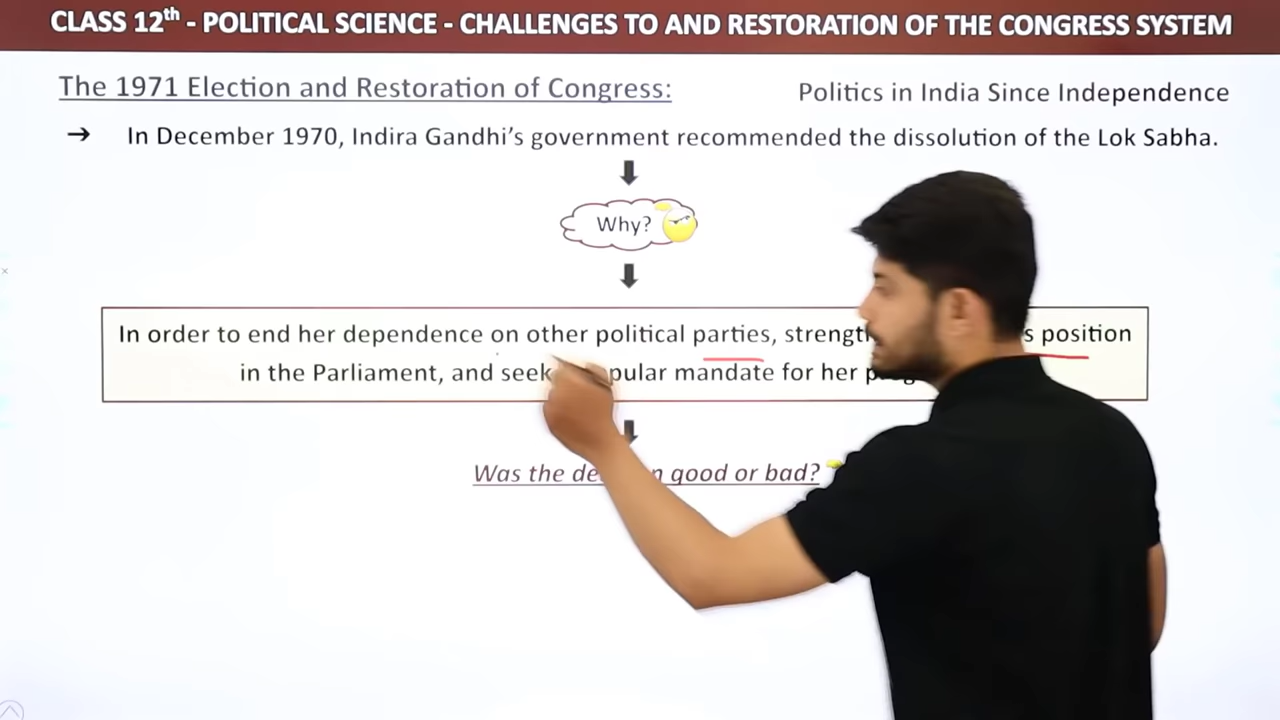 CLASS 12th - POLITICAL SCIENCE - CHALLENGES TO AND RESTORATION OF THE CONGRESS SYSTEM
The 1971 Election and Restoration of Congress:
Politics in India Since Independence
→ In December 1970, Indira Gandhi's government recommended the dissolution of the Lok Sabha.
Why?
In order to end her dependence on other political parties, position
in the Parliament, and seek mandate for her
Was the good or bad?